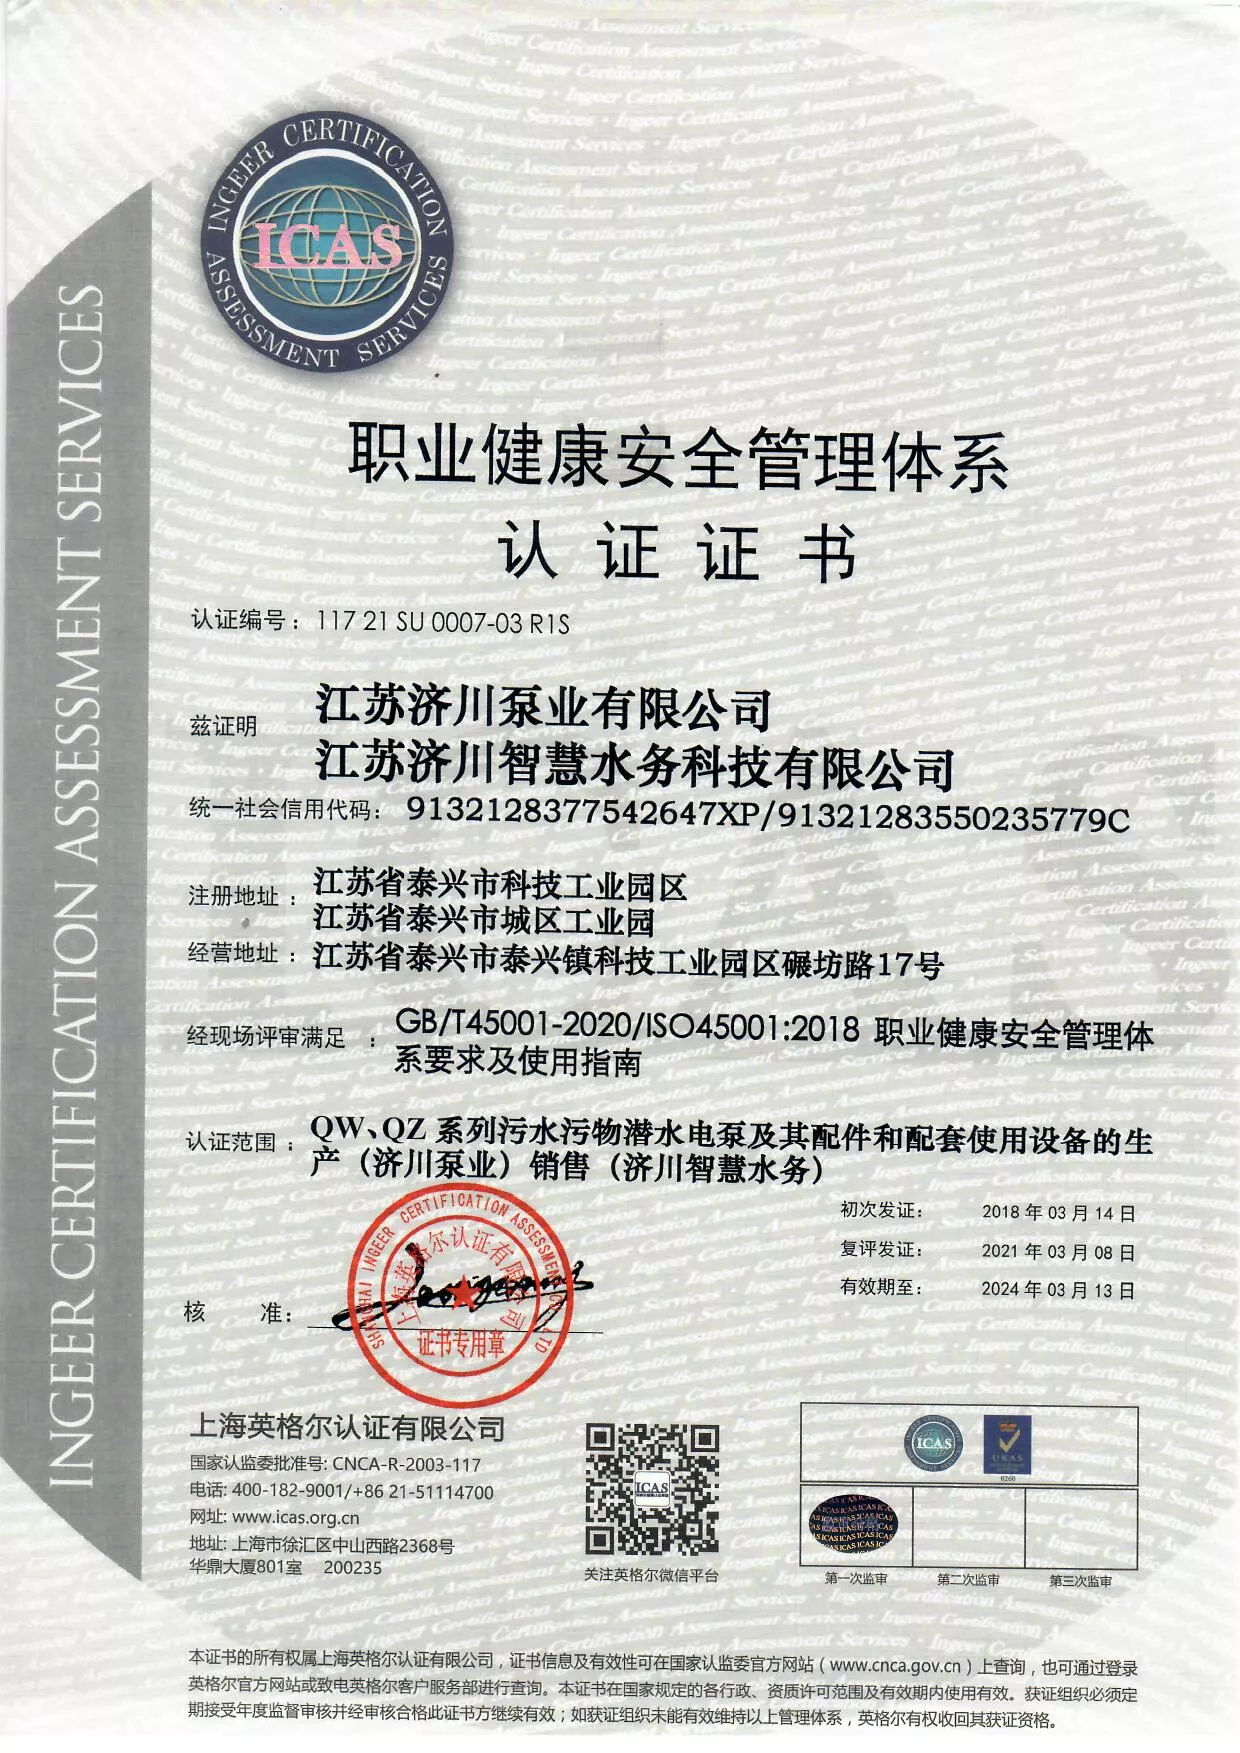 INGEER CERTIFICATION
ICAS
ASSESSMENT SERVICES
INGEER CERTIFICATION ASSESSMENT SERVICES
职业健康安全管理体系
认证证书
认证编号：117 21 SU 0007-03 R1S
兹证明
江苏济川泵业有限公司
江苏济川智慧水务科技有限公司
统一社会信用代码：9132128377542647XP/91321283550235779C
注册地址：江苏省泰兴市科技工业园区
江苏省泰兴市城区工业园
经营地址：江苏省泰兴市泰兴镇科技工业园区碾坊路17号
经现场评审满足：GB/T45001-2020/ISO45001:2018 职业健康安全管理体
系要求及使用指南
认证范围：QW、QZ 系列污水污物潜水电泵及其配件和配套使用设备的生
产（济川泵业）销售（济川智慧水务）
初次发证：2018 年 03 月 14 日
复评发证：2021 年 03 月 08 日
有效期至：2024 年 03 月 13 日
核 准：
SHANGHAI INGEER CERTIFICATION ASSESSMENT CO., LTD
上海英格尔认证有限公司
证书专用章
上海英格尔认证有限公司
国家认监委批准号: CNCA-R-2003-117
电话: 400-182-9001/+86 21-51114700
网址: www.icas.org.cn
地址: 上海市徐汇区中山西路2368号
华鼎大厦801室 200235
ICAS
关注英格尔微信平台
ICAS
UKAS
0260
第一次监审 第二次监审 第三次监审
本证书的所有权属上海英格尔认证有限公司，证书信息及有效性可在国家认监委官方网站（www.cnca.gov.cn）上查询，也可通过登录
英格尔官方网站或致电英格尔客户服务部进行查询。本证书在国家规定的各行政、资质许可范围及有效期内使用有效。获证组织必须定
期接受年度监督审核并经审核合格此证书方继续有效；如获证组织未能有效维持以上管理体系，英格尔有权收回其获证资格。